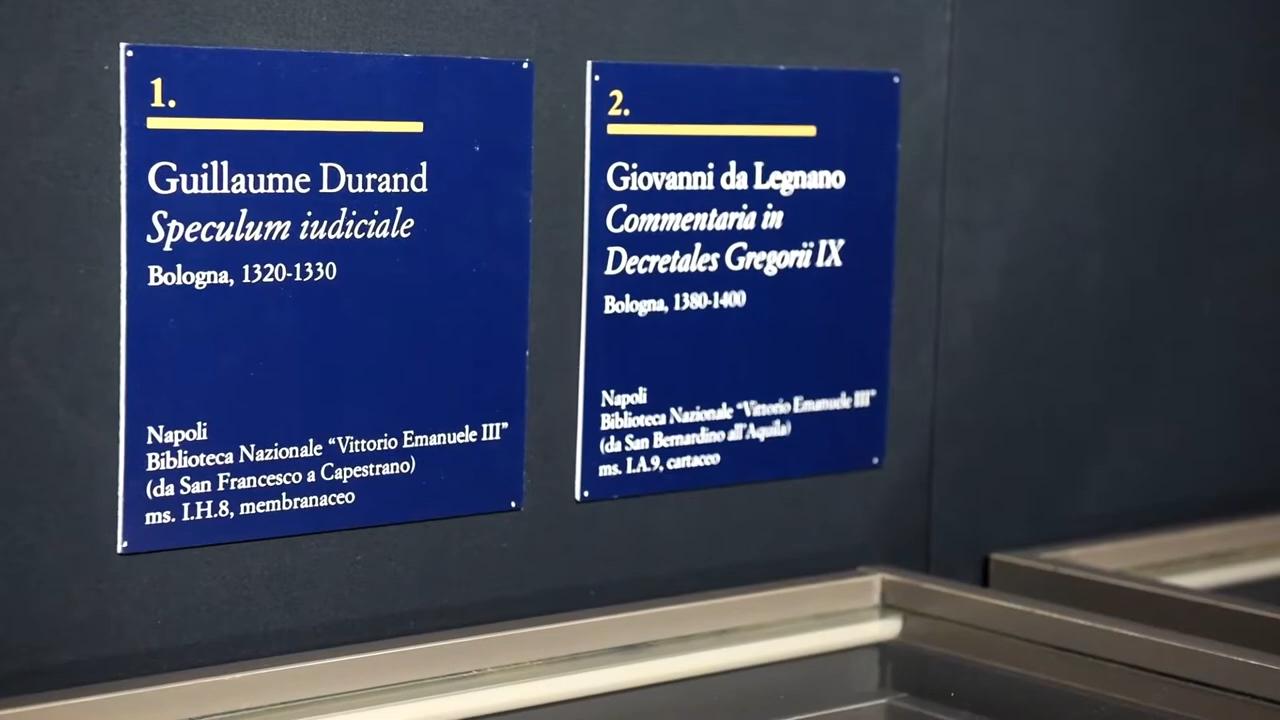 1.
Guillaume Durand
Speculum iudiciale
Bologna, 1320-1330
Napoli
Biblioteca Nazionale “Vittorio Emanuele III”
(da San Francesco a Capestrano)
ms. I.H.8, membranaceo
2.
Giovanni da Legnano
Commentaria in
Decretales Gregorii IX
Bologna, 1380-1400
Napoli
Biblioteca Nazionale “Vittorio Emanuele III”
(da San Bernardino all’Aquila)
ms. I.A.9, cartaceo